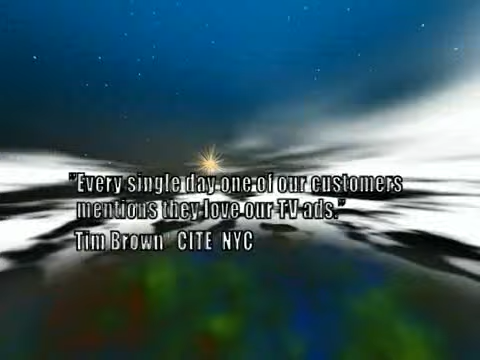 "Every single day one of our customers
mentions they love our TV ads."
Tim Brown CITE NYC